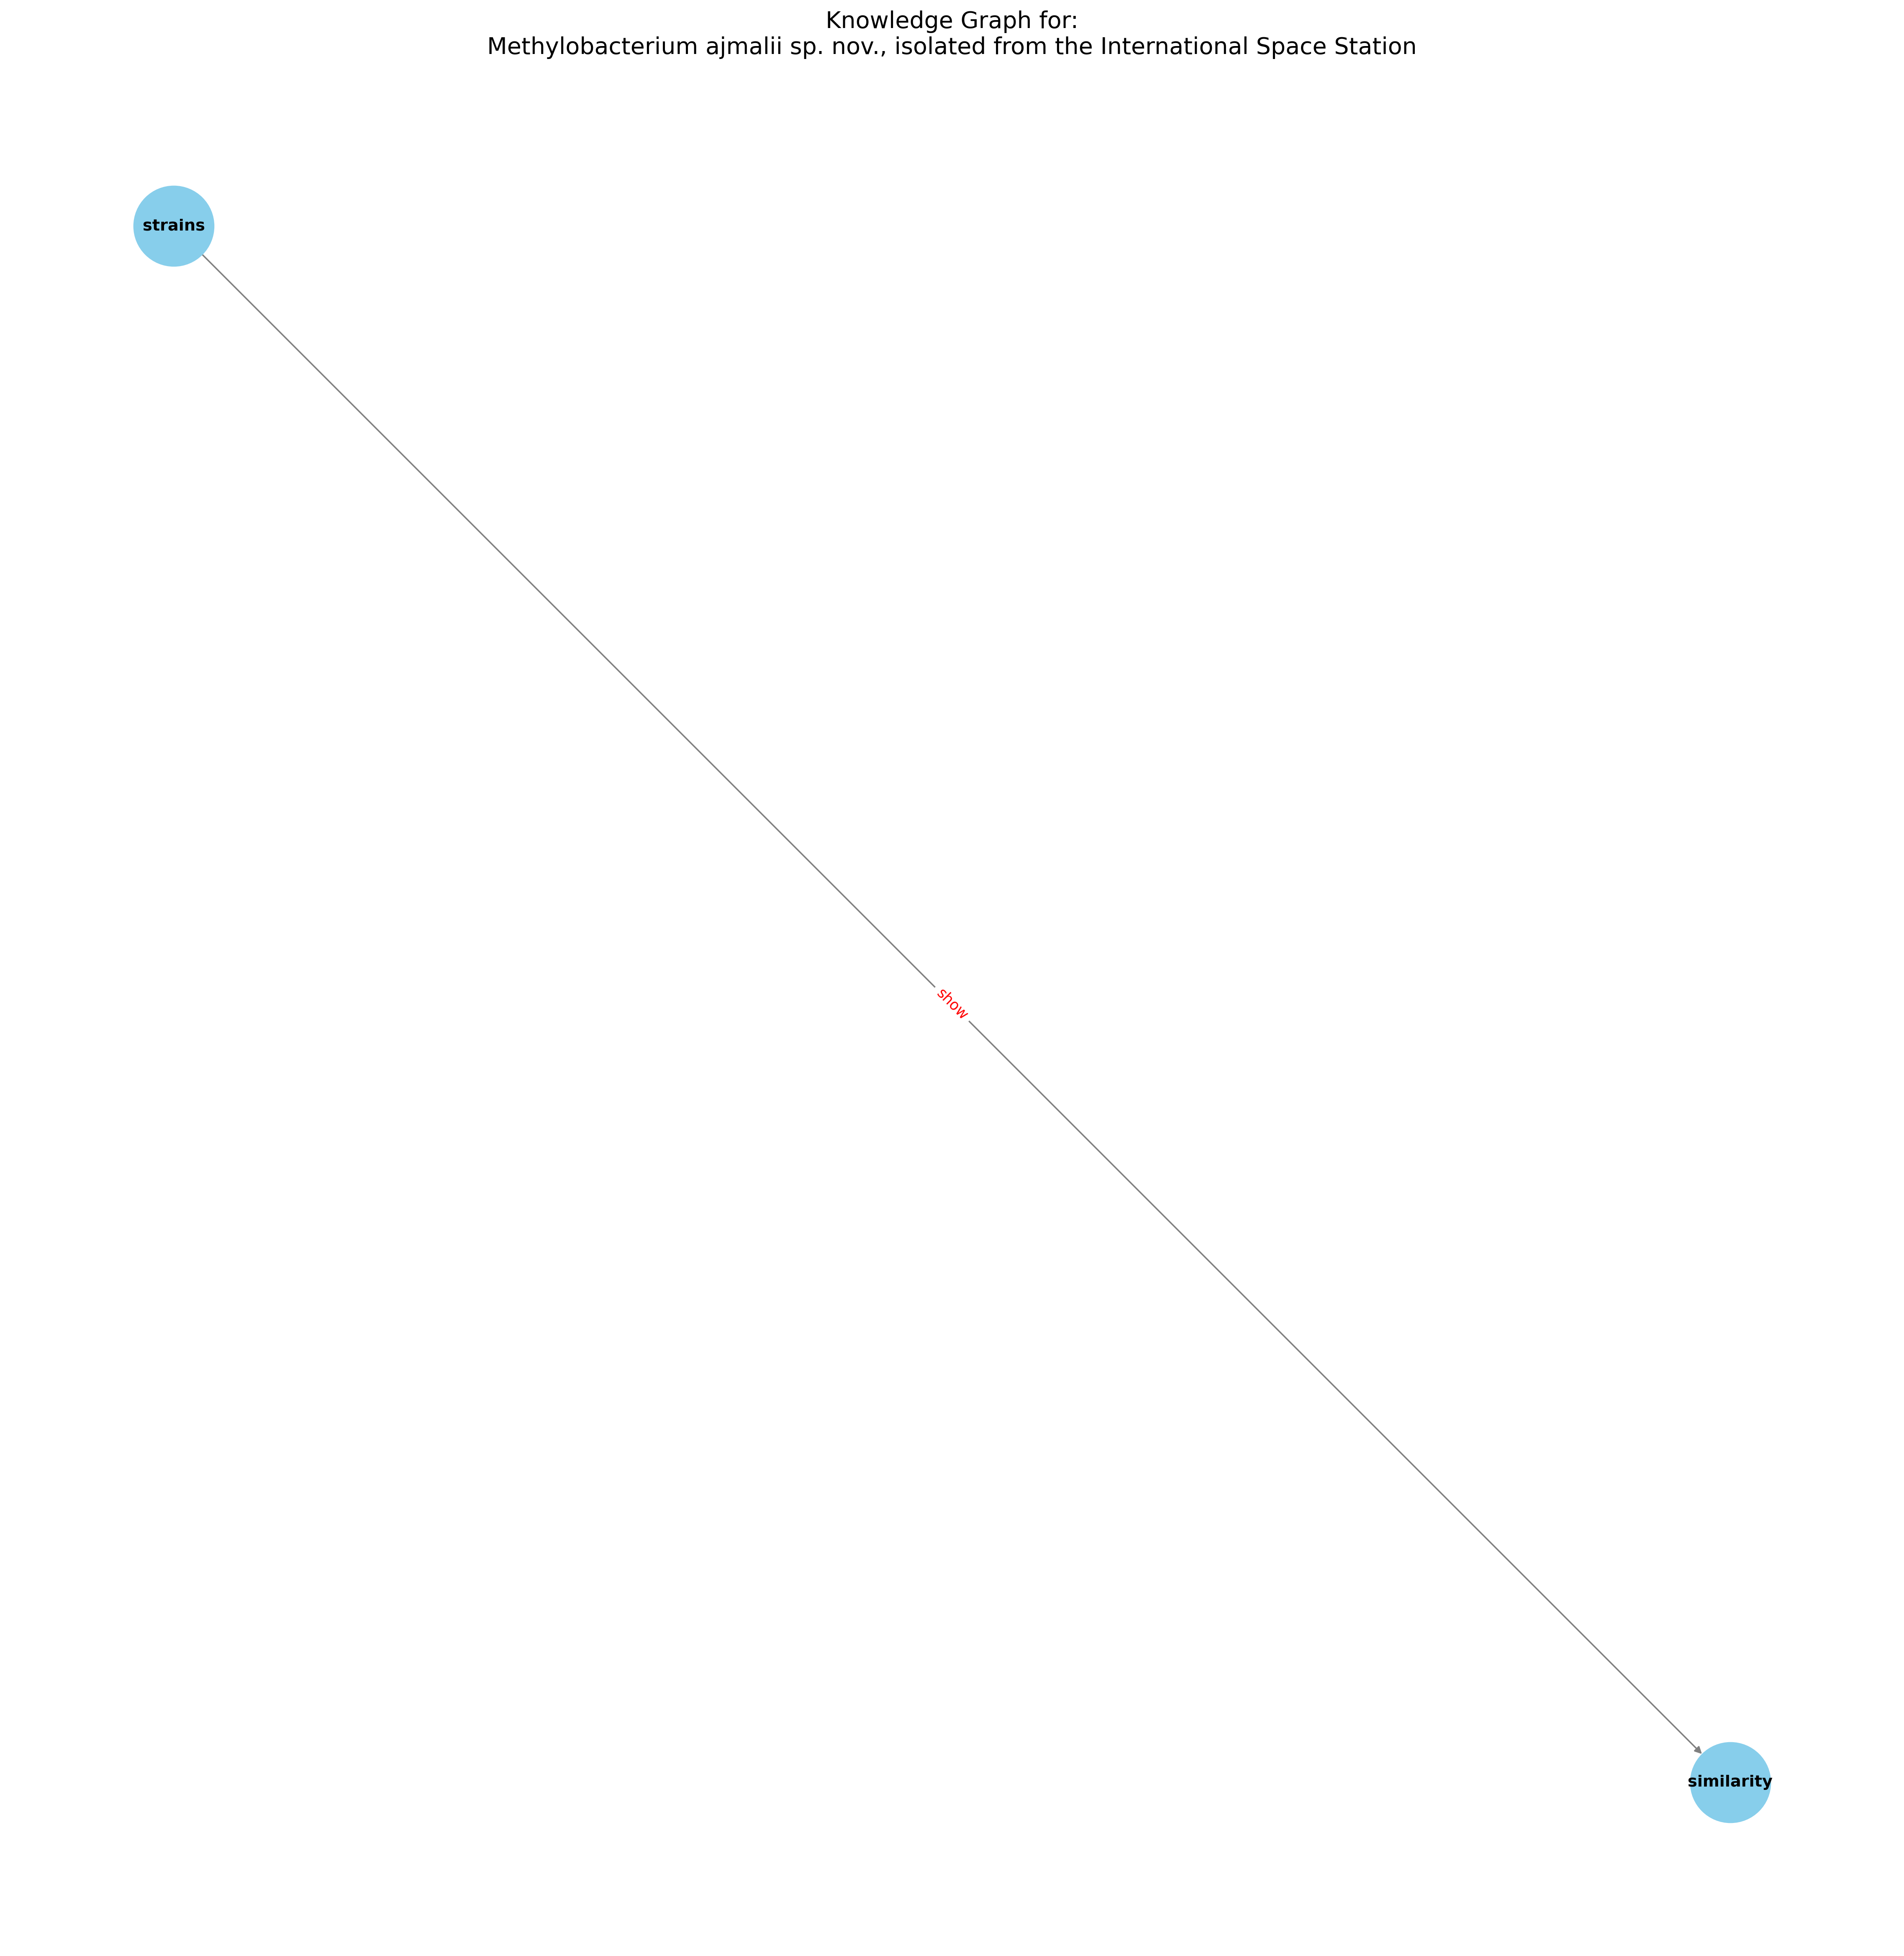 Knowledge Graph for:
Methylobacterium ajmalii sp. nov., isolated from the International Space Station
strains
show
similarity